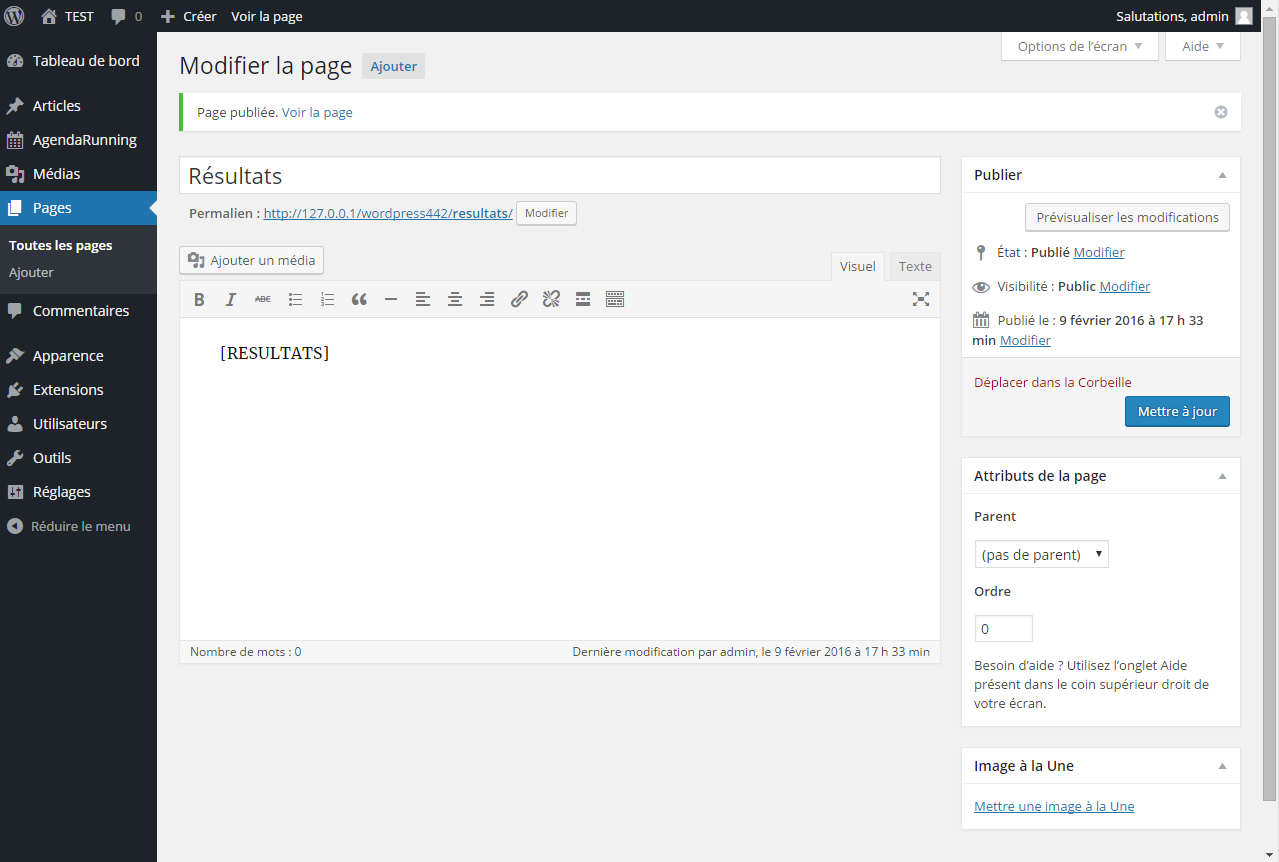 TEST 0 Créer Voir la page Salutations, admin
Tableau de bord
Articles
AgendaRunning
Médias
Pages
Toutes les pages
Ajouter
Commentaires
Apparence
Extensions
Utilisateurs
Outils
Réglages
Réduire le menu
Options de l'écran Aide
Modifier la page Ajouter
Page publiée. Voir la page
Résultats
Permalien : http://127.0.0.1/wordpress442/resultats/ Modifier
Ajouter un média
Visuel Texte
B I ABC
[RESULTATS]
Nombre de mots : 0 Dernière modification par admin, le 9 février 2016 à 17 h 33 min
Publier
Prévisualiser les modifications
État : Publié Modifier
Visibilité : Public Modifier
Publié le : 9 février 2016 à 17 h 33
min Modifier
Déplacer dans la Corbeille
Mettre à jour
Attributs de la page
Parent
(pas de parent)
Ordre
0
Besoin d'aide ? Utilisez l'onglet Aide
présent dans le coin supérieur droit de
votre écran.
Image à la Une
Mettre une image à la Une